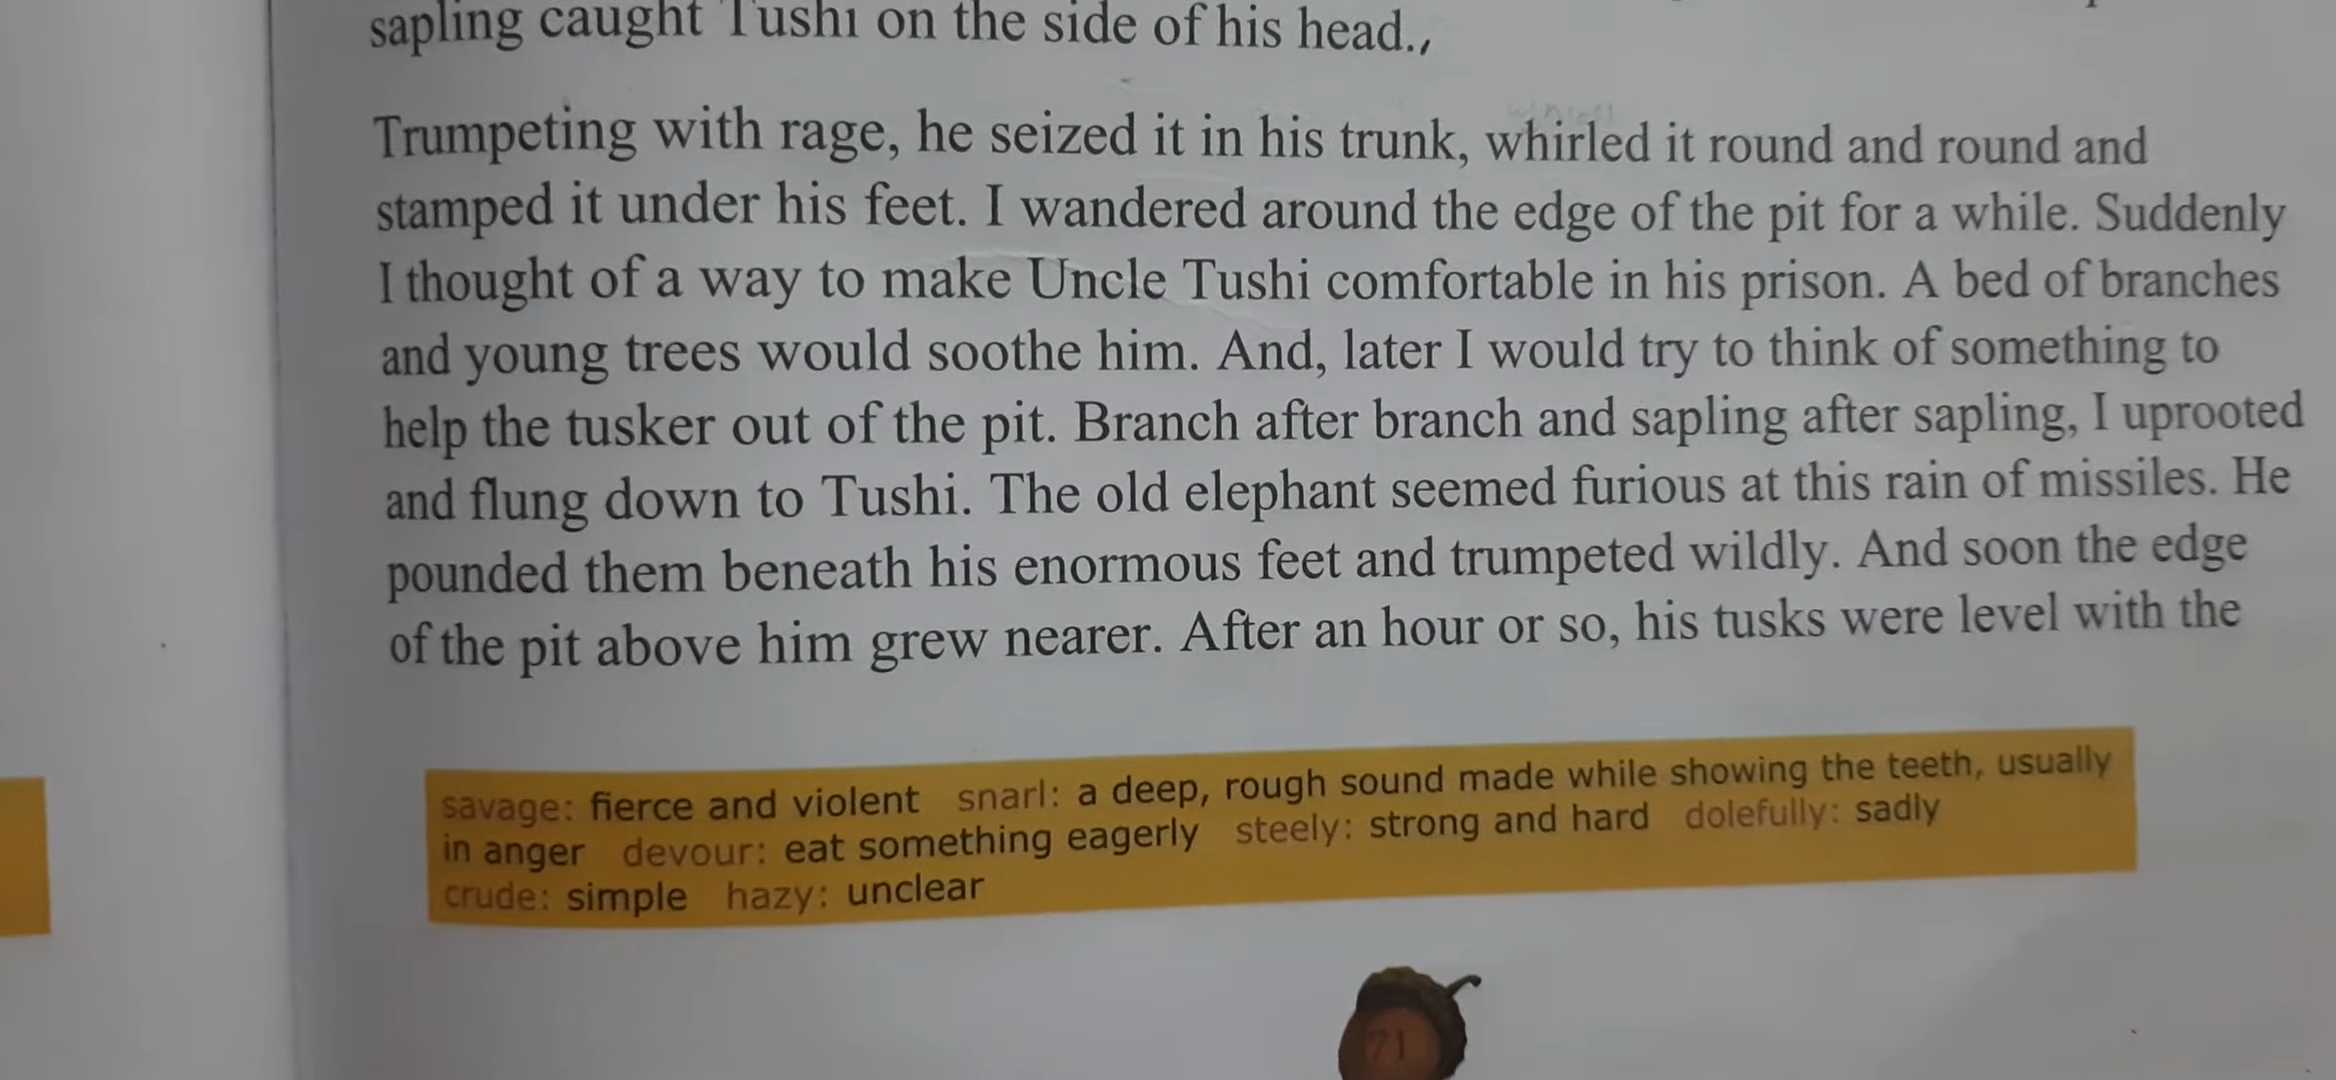 sapling caught Tushi on the side of his head.,
Trumpeting with rage, he seized it in his trunk, whirled it round and round and
stamped it under his feet. I wandered around the edge of the pit for a while. Suddenly
I thought of a way to make Uncle Tushi comfortable in his prison. A bed of branches
and young trees would soothe him. And, later I would try to think of something to
help the tusker out of the pit. Branch after branch and sapling after sapling, I uprooted
and flung down to Tushi. The old elephant seemed furious at this rain of missiles. He
pounded them beneath his enormous feet and trumpeted wildly. And soon the edge
of the pit above him grew nearer. After an hour or so, his tusks were level with the
savage: fierce and violent snarl: a deep, rough sound made while showing the teeth, usually
in anger devour: eat something eagerly steely: strong and hard dolefully: sadly
crude: simple hazy: unclear